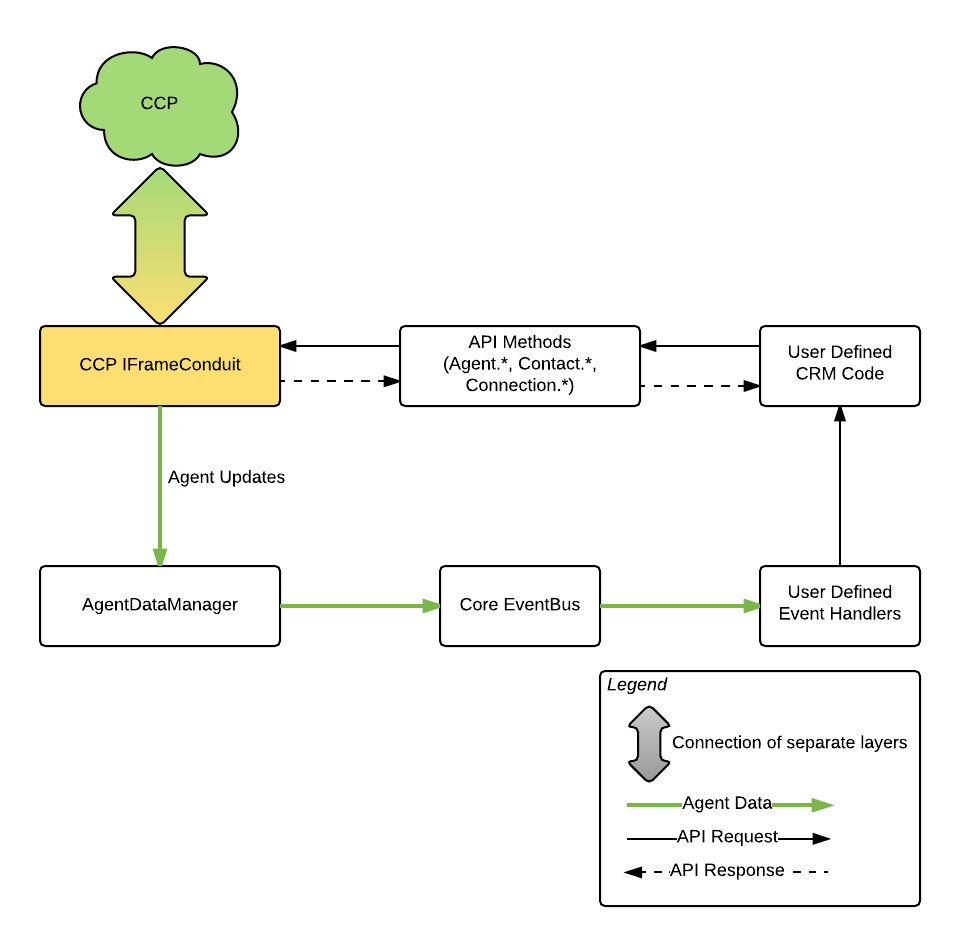 CCP
CCP IFrameConduit
API Methods
(Agent.*, Contact.*,
Connection.*)
User Defined
CRM Code
Agent Updates
AgentDataManager
Core EventBus
User Defined
Event Handlers
Legend
Connection of separate layers
Agent Data
API Request
API Response